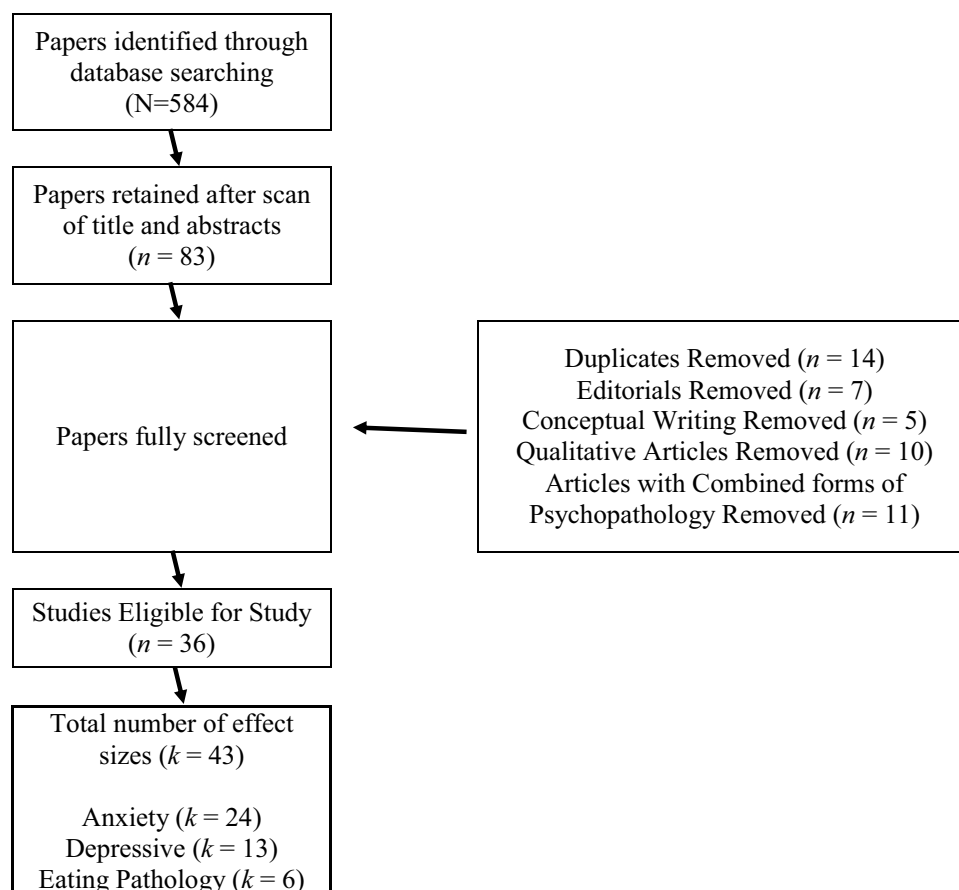 Papers identified through
database searching
(N=584)
Papers retained after scan
of title and abstracts
(n = 83)
Papers fully screened
Duplicates Removed (n = 14)
Editorials Removed (n = 7)
Conceptual Writing Removed (n = 5)
Qualitative Articles Removed (n = 10)
Articles with Combined forms of
Psychopathology Removed (n = 11)
Studies Eligible for Study
(n = 36)
Total number of effect
sizes (k = 43)
Anxiety (k = 24)
Depressive (k = 13)
Eating Pathology (k = 6)